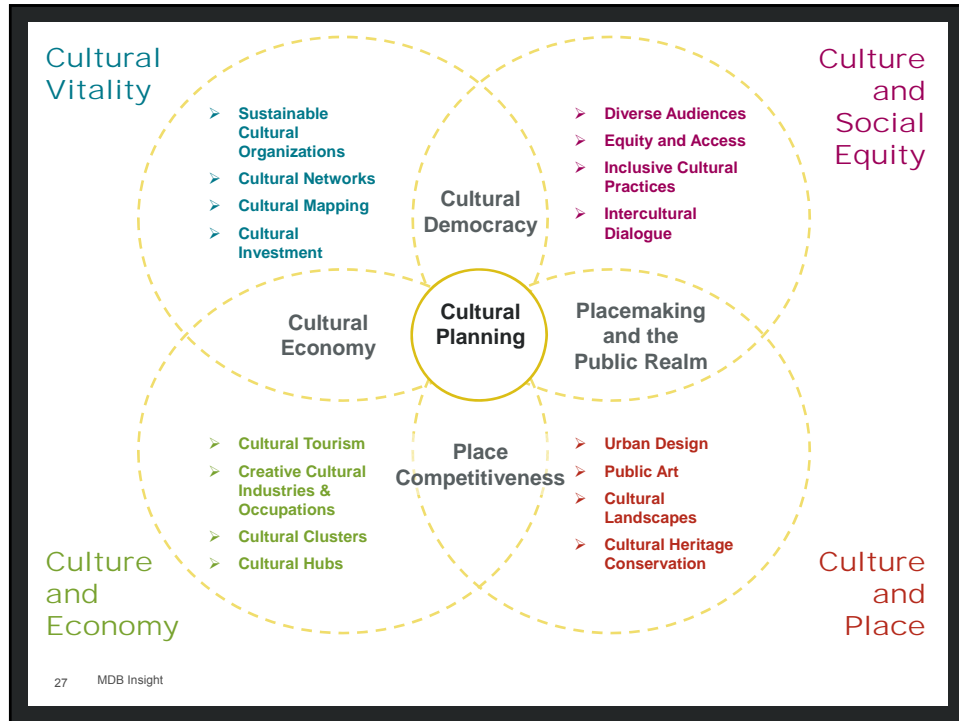 Cultural
Vitality
➢ Sustainable
Cultural
Organizations
➢ Cultural Networks
➢ Cultural Mapping
➢ Cultural
Investment
Culture
and
Social
Equity
➢ Diverse Audiences
➢ Equity and Access
➢ Inclusive Cultural
Practices
➢ Intercultural
Dialogue
Cultural
Democracy
Cultural
Economy
Cultural
Planning
Placemaking
and the
Public Realm
Place
Competitiveness
Culture
and
Economy
➢ Cultural Tourism
➢ Creative Cultural
Industries &
Occupations
➢ Cultural Clusters
➢ Cultural Hubs
➢ Urban Design
➢ Public Art
➢ Cultural
Landscapes
➢ Cultural Heritage
Conservation
Culture
and
Place
27 MDB Insight